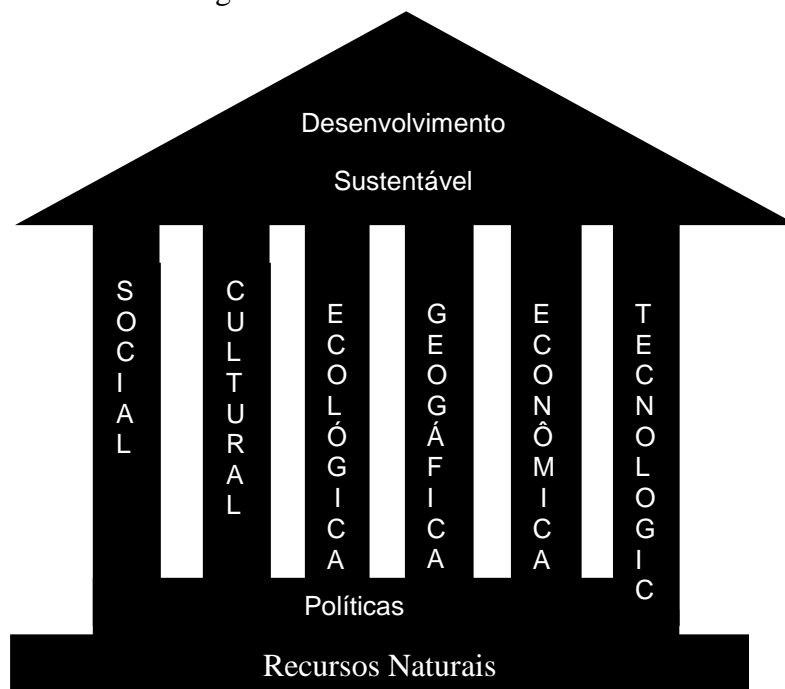 Desenvolvimento
Sustentável
SOCIAL
CULTURAL
ECOLÓGICA
GEOGÁFICA
ECONÔMICA
TECNOLOGIC
Políticas
Recursos Naturais